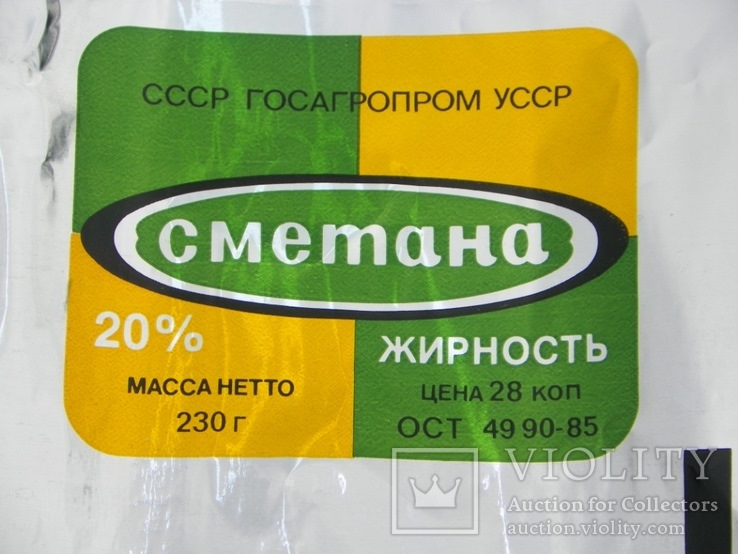 СССР ГОСАГРОПРОМ УССР
сметана
20% ЖИРНОСТЬ
МАССА НЕТТО
230 г
ЦЕНА 28 коп
ОСТ 49 90-85
VIOLITY
Auction for Collectors
auction.violity.com